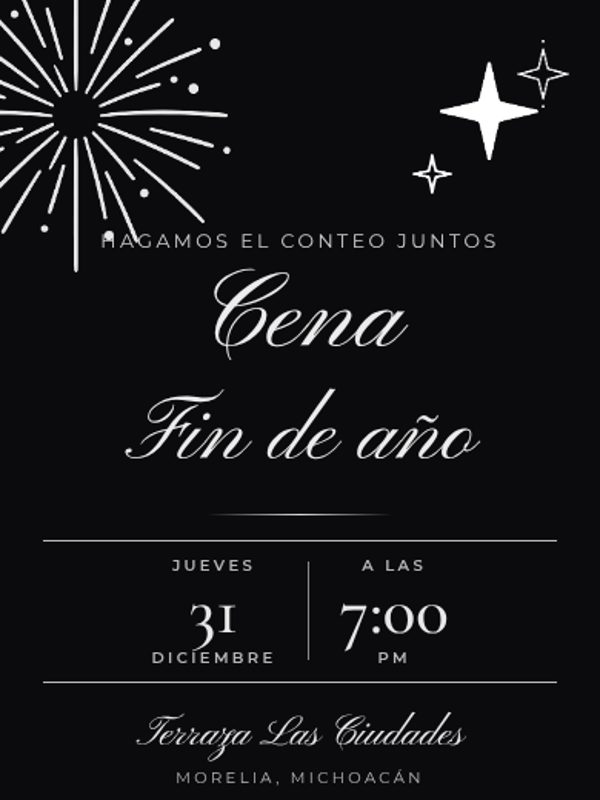 HAGAMOS EL CONTEO JUNTOS
Cena
Fin de año
JUEVES
31
DICIEMBRE
A LAS
7:00
PM
Terraza Las Ciudades
MORELIA, MICHOACÁN